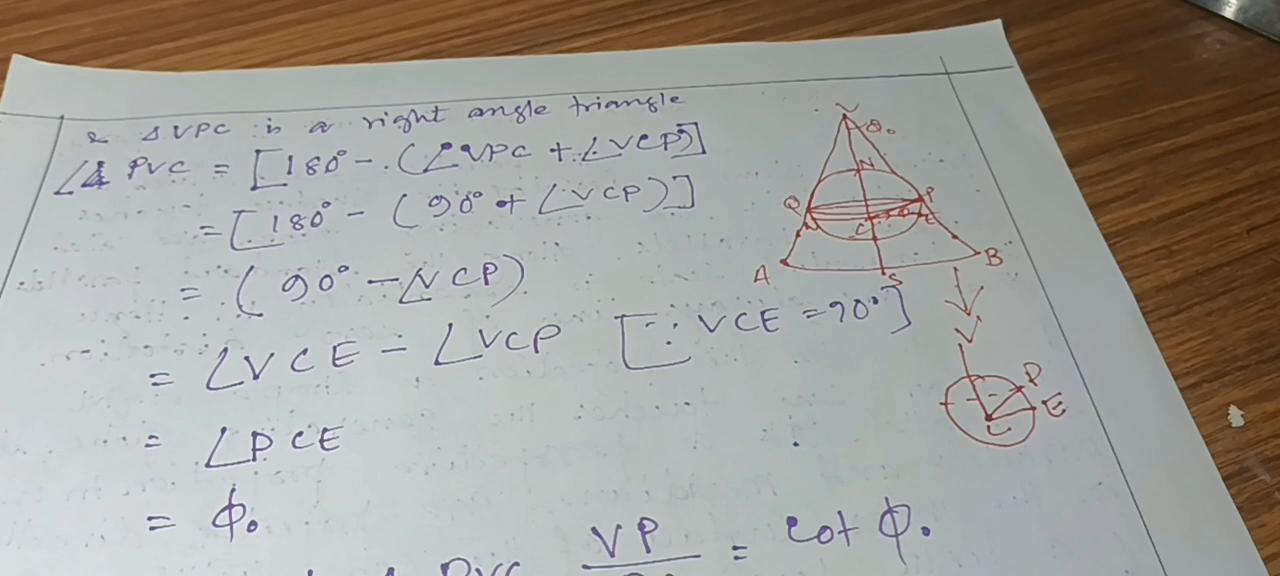 & ΔVPC is a right angle triangle
∠ PVC = [180° - (∠VPC + ∠VCP)]
= [180° - (90° + ∠VCP)]
= (90° - ∠VCP)
= ∠VCE - ∠VCP [∵ VCE = 90°]
= ∠PCE
= ϕ₀
VP = cot ϕ₀
V
θ₀
N
Q
P
C
E
A
S
B
V
P
E
C